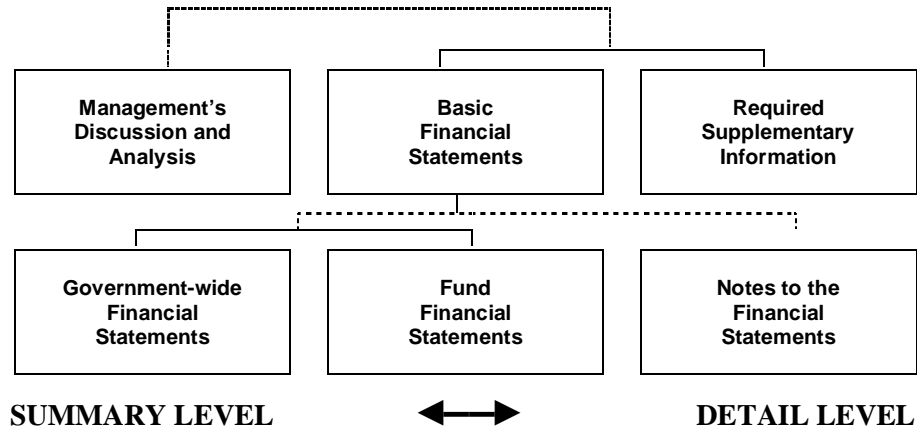 Management’s
Discussion and
Analysis
Basic
Financial
Statements
Required
Supplementary
Information
Government-wide
Financial
Statements
Fund
Financial
Statements
Notes to the
Financial
Statements
SUMMARY LEVEL
DETAIL LEVEL